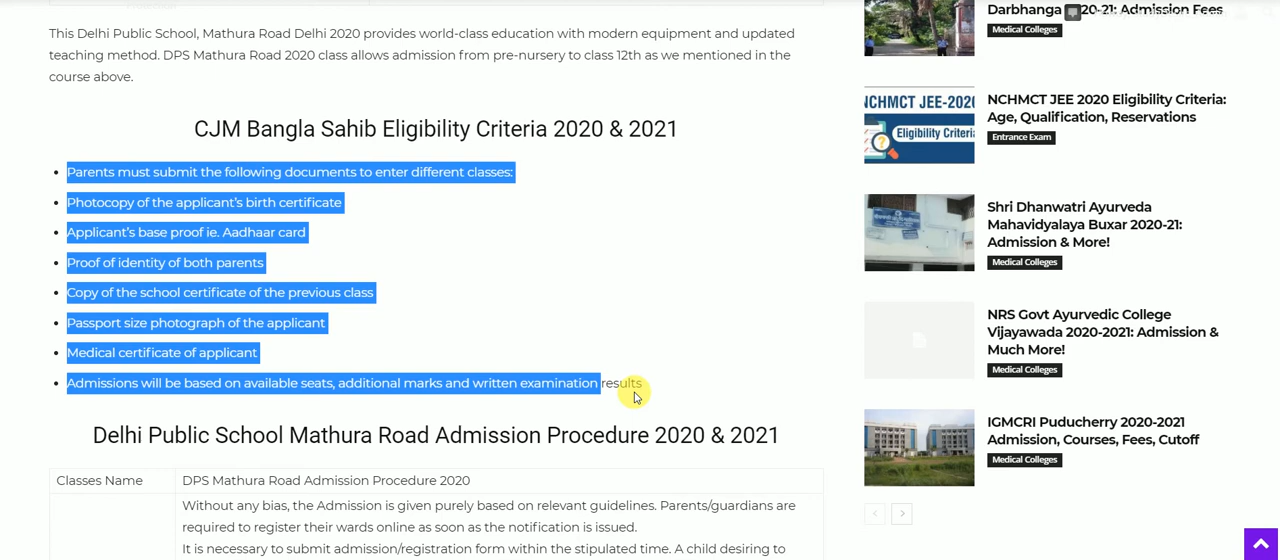 This Delhi Public School, Mathura Road Delhi 2020 provides world-class education with modern equipment and updated
teaching method. DPS Mathura Road 2020 class allows admission from pre-nursery to class 12th as we mentioned in the
course above.
CJM Bangla Sahib Eligibility Criteria 2020 & 2021
• Parents must submit the following documents to enter different classes:
• Photocopy of the applicant's birth certificate
• Applicant's base proof ie. Aadhaar card
• Proof of identity of both parents
• Copy of the school certificate of the previous class
• Passport size photograph of the applicant
• Medical certificate of applicant
• Admissions will be based on available seats, additional marks and written examination results
Delhi Public School Mathura Road Admission Procedure 2020 & 2021
Classes Name DPS Mathura Road Admission Procedure 2020
Without any bias, the Admission is given purely based on relevant guidelines. Parents/guardians are
required to register their wards online as soon as the notification is issued.
It is necessary to submit admission/registration form within the stipulated time. A child desiring to
Darbhanga 2020-21: Admission Fees
Medical Colleges
NCHMCT JEE-2020
Eligibility Criteria
NCHMCT JEE 2020 Eligibility Criteria:
Age, Qualification, Reservations
Entrance Exam
Shri Dhanwatri Ayurveda
Mahavidyalaya Buxar 2020-21:
Admission & More!
Medical Colleges
NRS Govt Ayurvedic College
Vijayawada 2020-2021: Admission &
Much More!
Medical Colleges
IGMCRI Puducherry 2020-2021
Admission, Courses, Fees, Cutoff
Medical Colleges